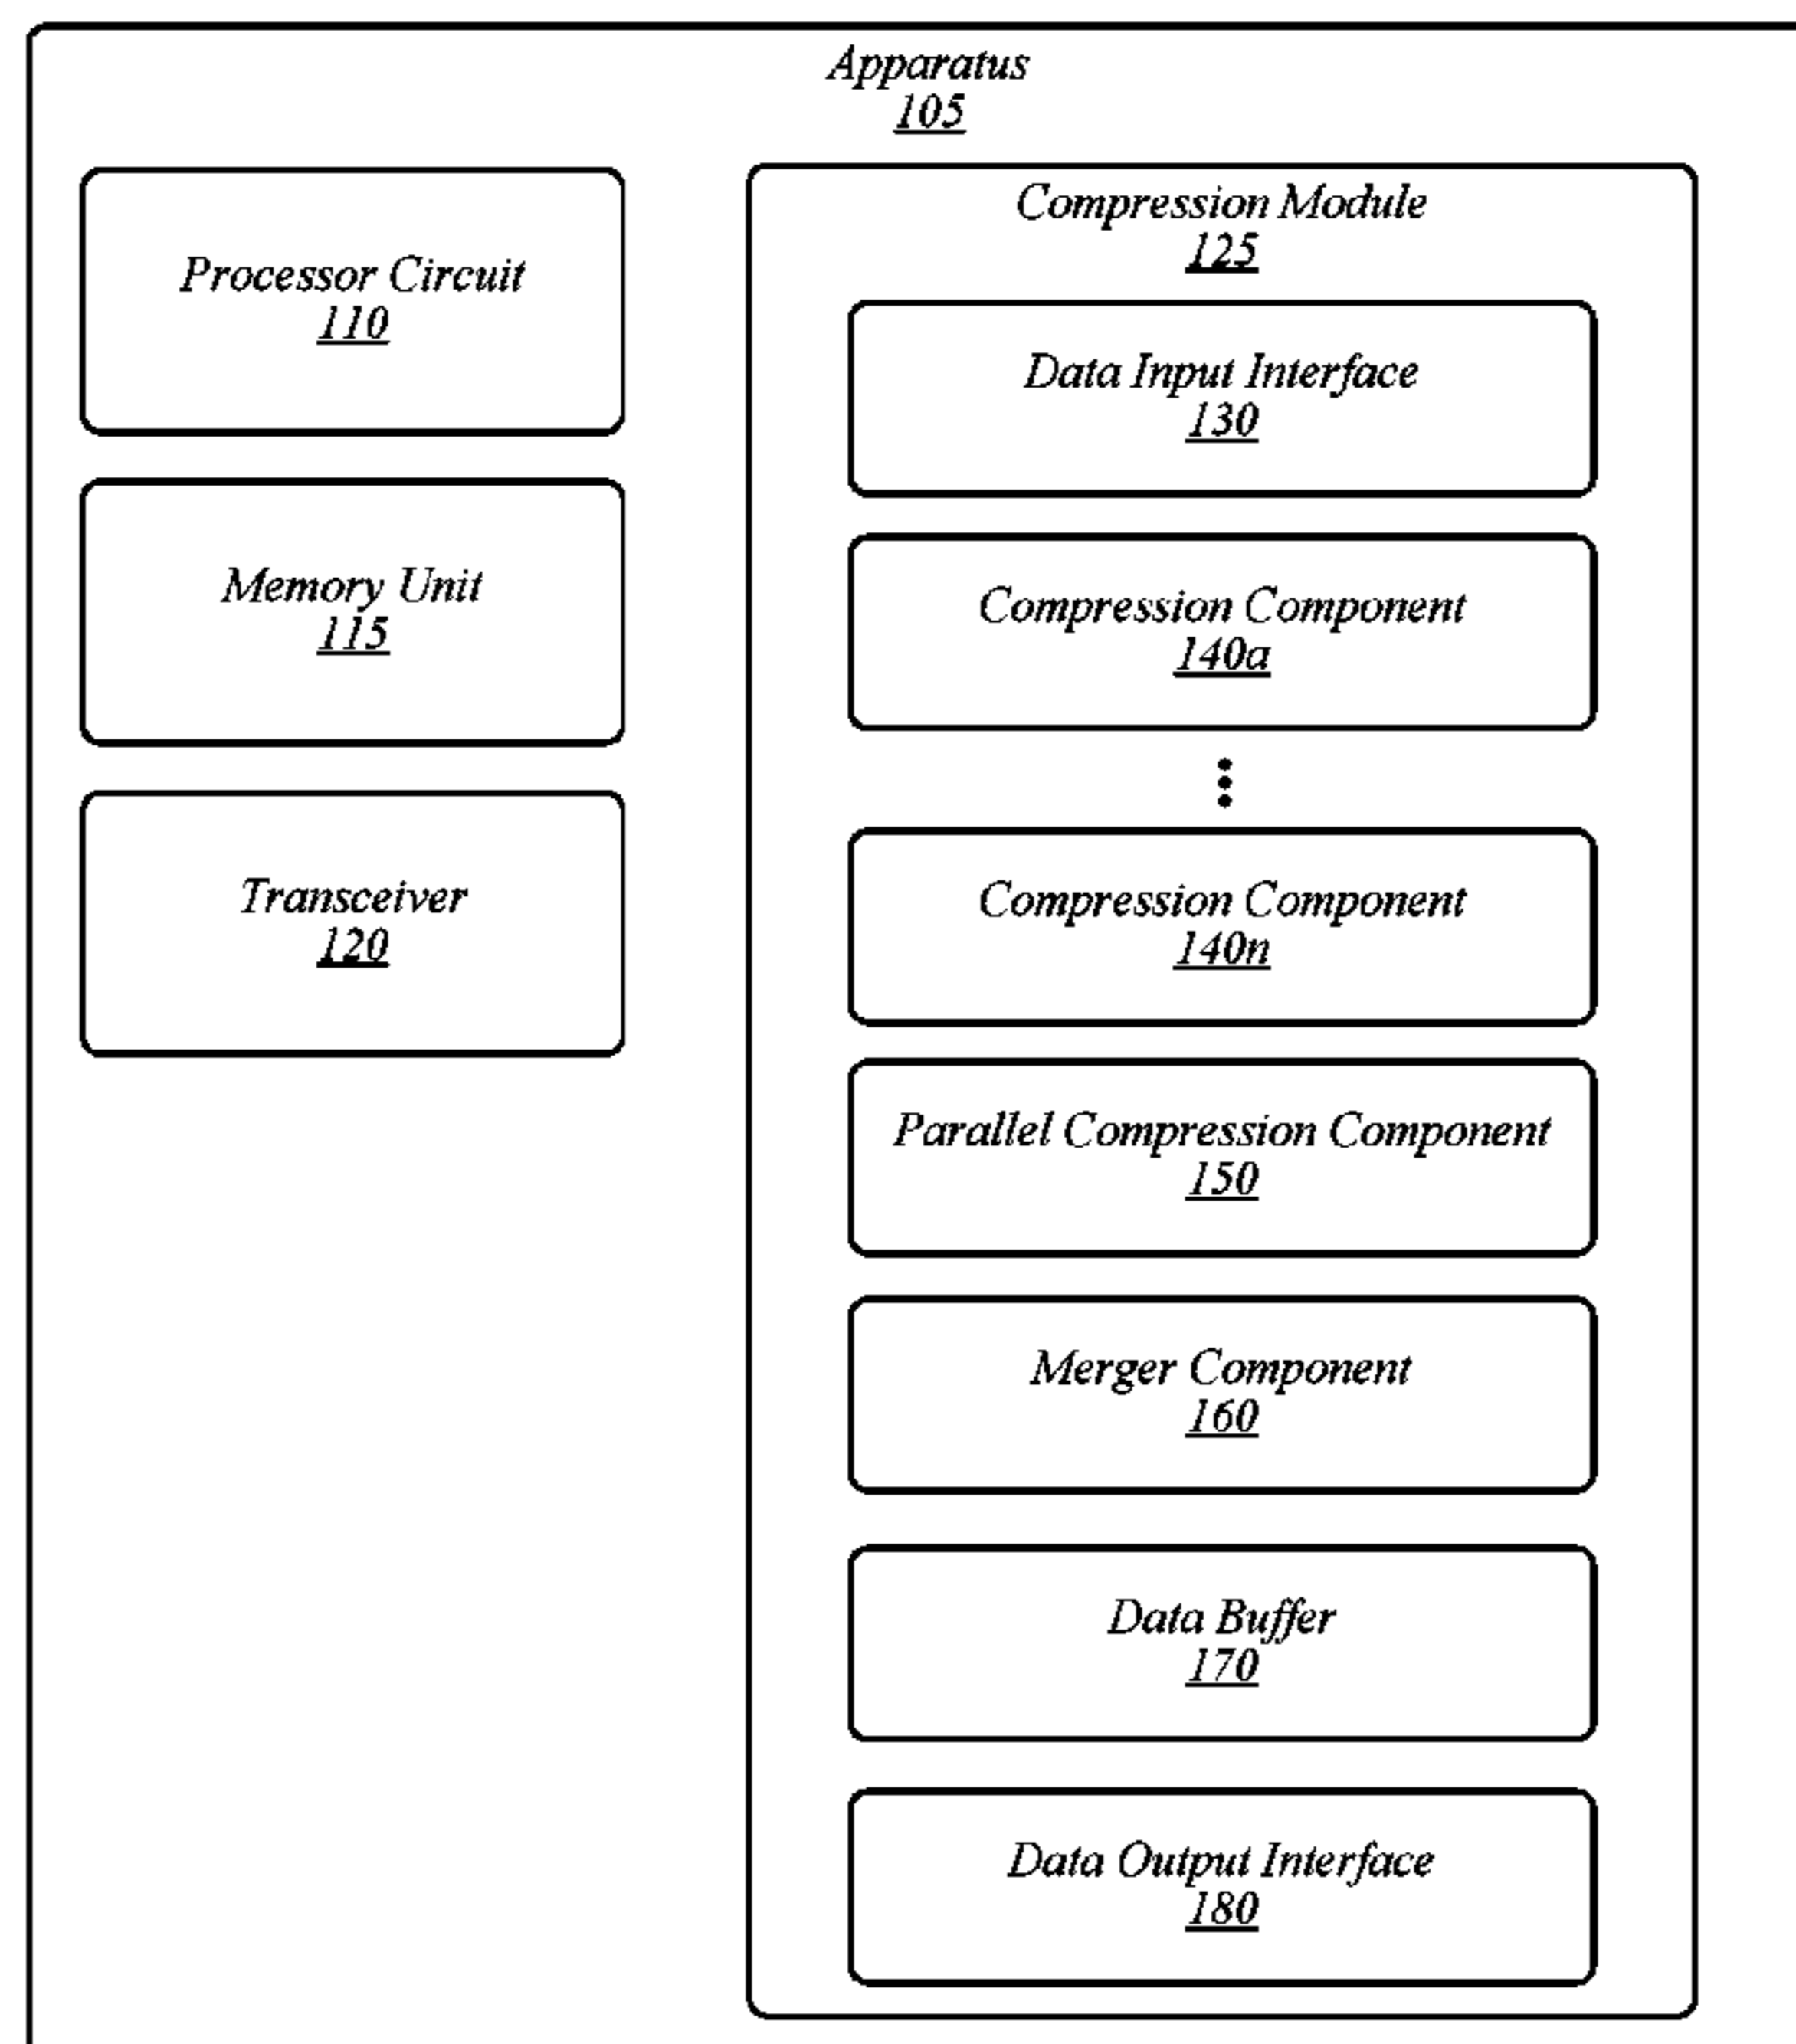 Apparatus
105
Processor Circuit
110
Memory Unit
115
Transceiver
120
Compression Module
125
Data Input Interface
130
Compression Component
140a
Compression Component
140n
Parallel Compression Component
150
Merger Component
160
Data Buffer
170
Data Output Interface
180